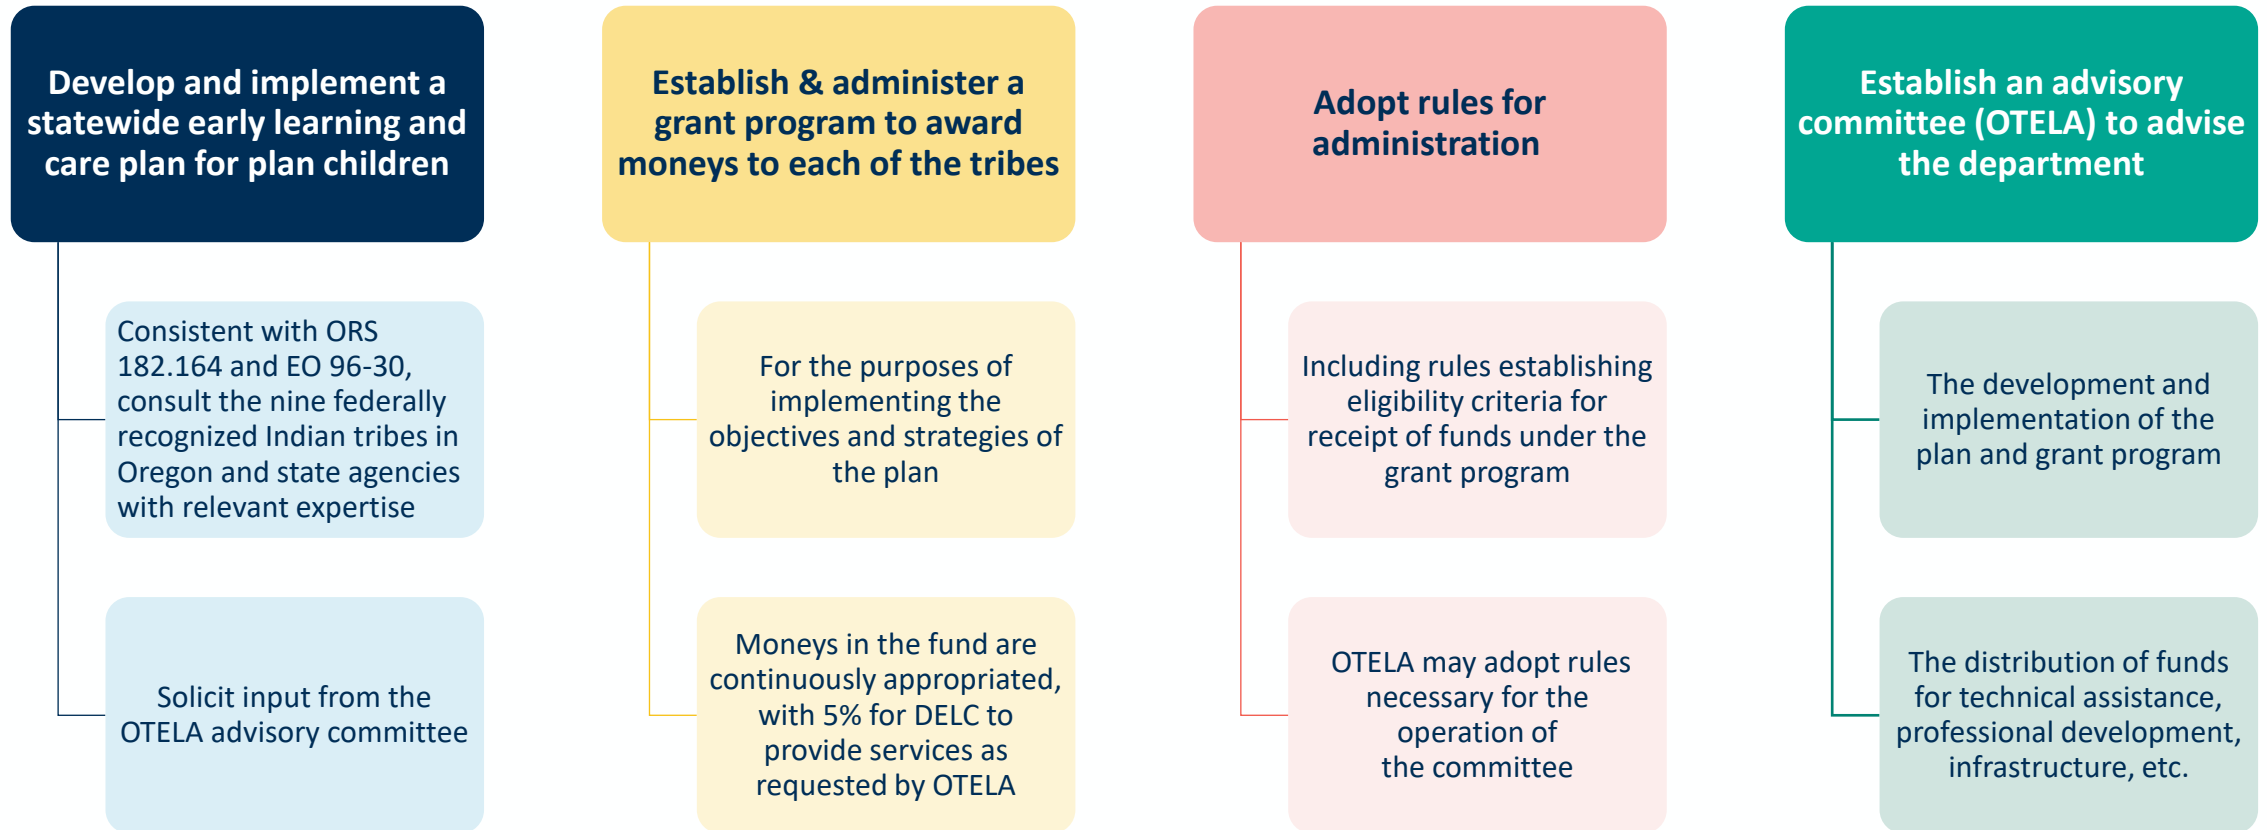 Develop and implement a
statewide early learning and
care plan for plan children
Consistent with ORS
182.164 and EO 96-30,
consult the nine federally
recognized Indian tribes in
Oregon and state agencies
with relevant expertise
Solicit input from the
OTELA advisory committee
Establish & administer a
grant program to award
moneys to each of the tribes
For the purposes of
implementing the
objectives and strategies of
the plan
Moneys in the fund are
continuously appropriated,
with 5% for DELC to
provide services as
requested by OTELA
Adopt rules for
administration
Including rules establishing
eligibility criteria for
receipt of funds under the
grant program
OTELA may adopt rules
necessary for the
operation of
the committee
Establish an advisory
committee (OTELA) to advise
the department
The development and
implementation of the
plan and grant program
The distribution of funds
for technical assistance,
professional development,
infrastructure, etc.